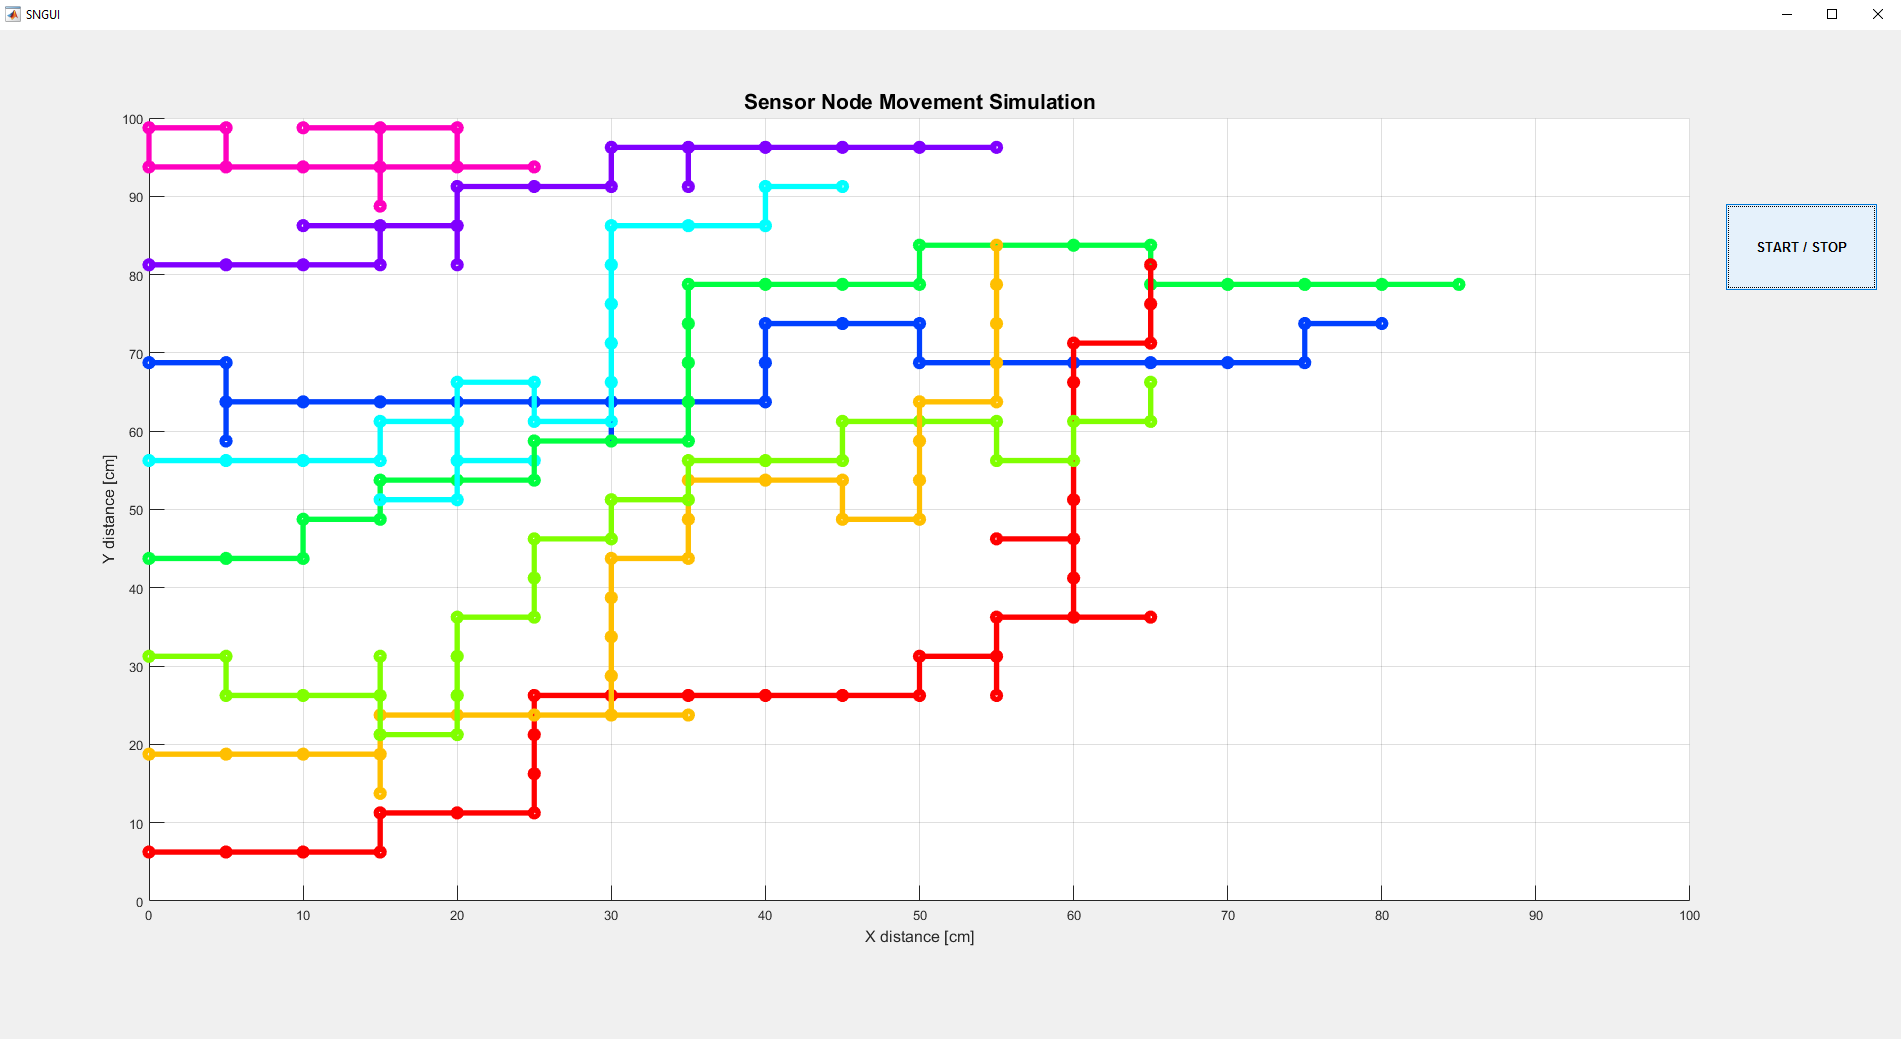 SNGUI
Sensor Node Movement Simulation
100
90
80
70
60
50
40
30
20
10
0
Y distance [cm]
0 10 20 30 40 50 60 70 80 90 100
X distance [cm]
START / STOP